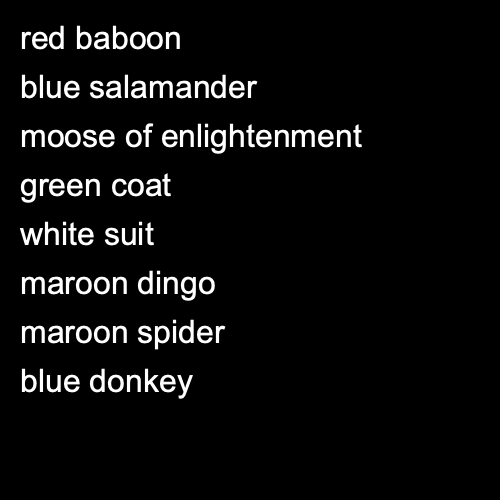 red baboon
blue salamander
moose of enlightenment
green coat
white suit
maroon dingo
maroon spider
blue donkey